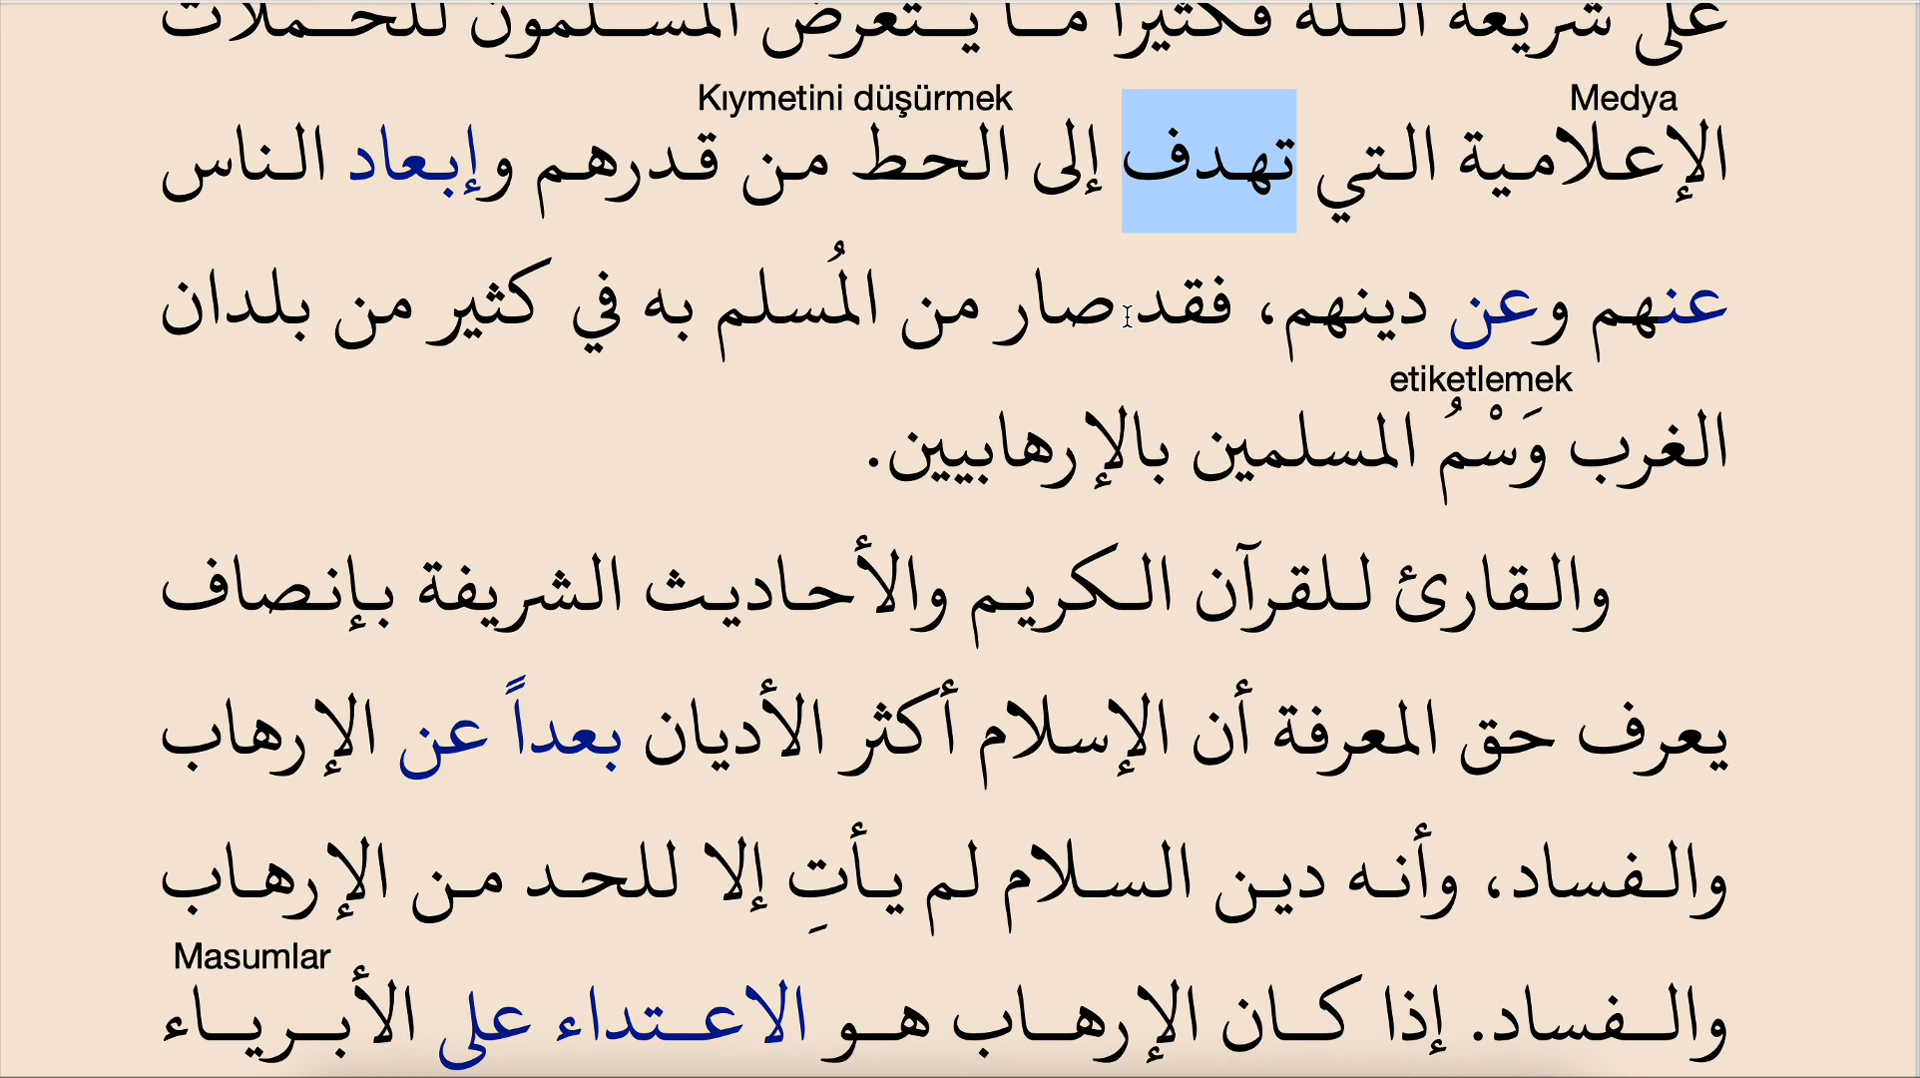 على شريعة الله فكثيراً ما يتعرض المسلمون للحملات
Kıymetini düşürmek Medya
الإعلامية التي تهدف إلى الحط من قدرهم وإبعاد الناس
عنهم وعن دينهم، فقد صار من المُسلم به في كثير من بلدان
etiketlemek
الغرب وَسْمُ المسلمين بالإرهابيين.
والقارئ للقرآن الكريم والأحاديث الشريفة بإنصاف
يعرف حق المعرفة أن الإسلام أكثر الأديان بعداً عن الإرهاب
والفساد، وأنه دين السلام لم يأتِ إلا للحد من الإرهاب
Masumlar
والفساد. إذا كان الإرهاب هو الاعتداء على الأبرياء